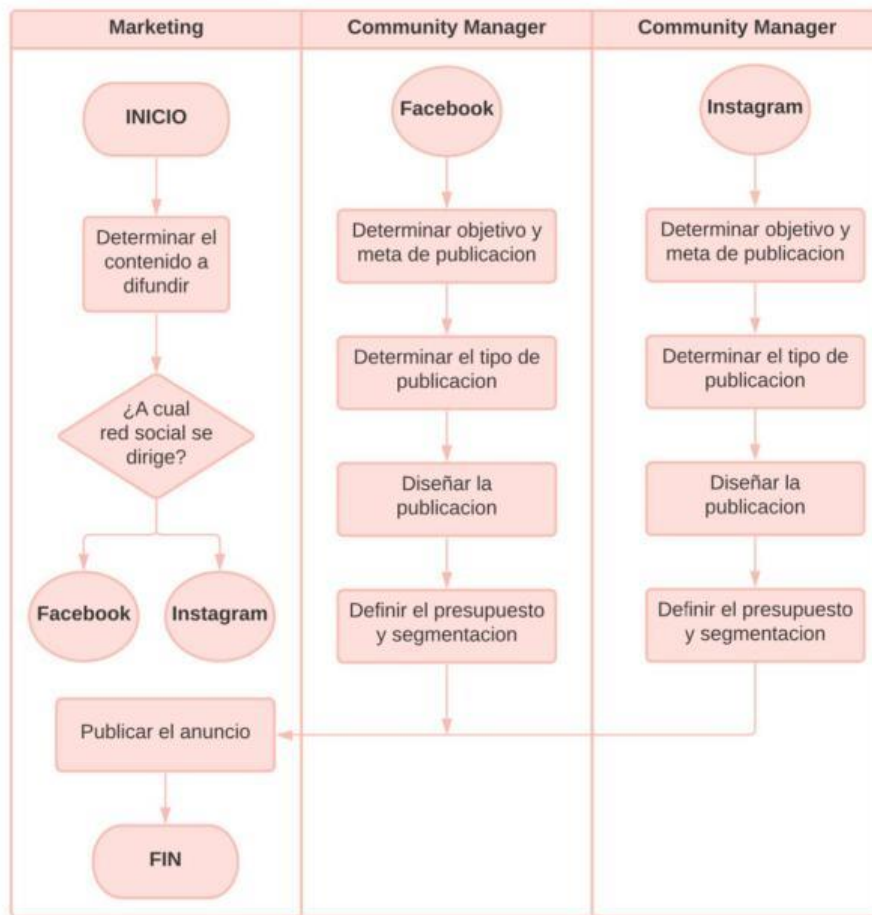 Marketing
Community Manager
Community Manager
INICIO
Determinar el
contenido a
difundir
¿A cual
red social se
dirige?
Facebook
Instagram
Publicar el anuncio
FIN
Facebook
Determinar objetivo y
meta de publicacion
Determinar el tipo de
publicacion
Diseñar la
publicacion
Definir el presupuesto
y segmentacion
Instagram
Determinar objetivo y
meta de publicacion
Determinar el tipo de
publicacion
Diseñar la
publicacion
Definir el presupuesto
y segmentacion